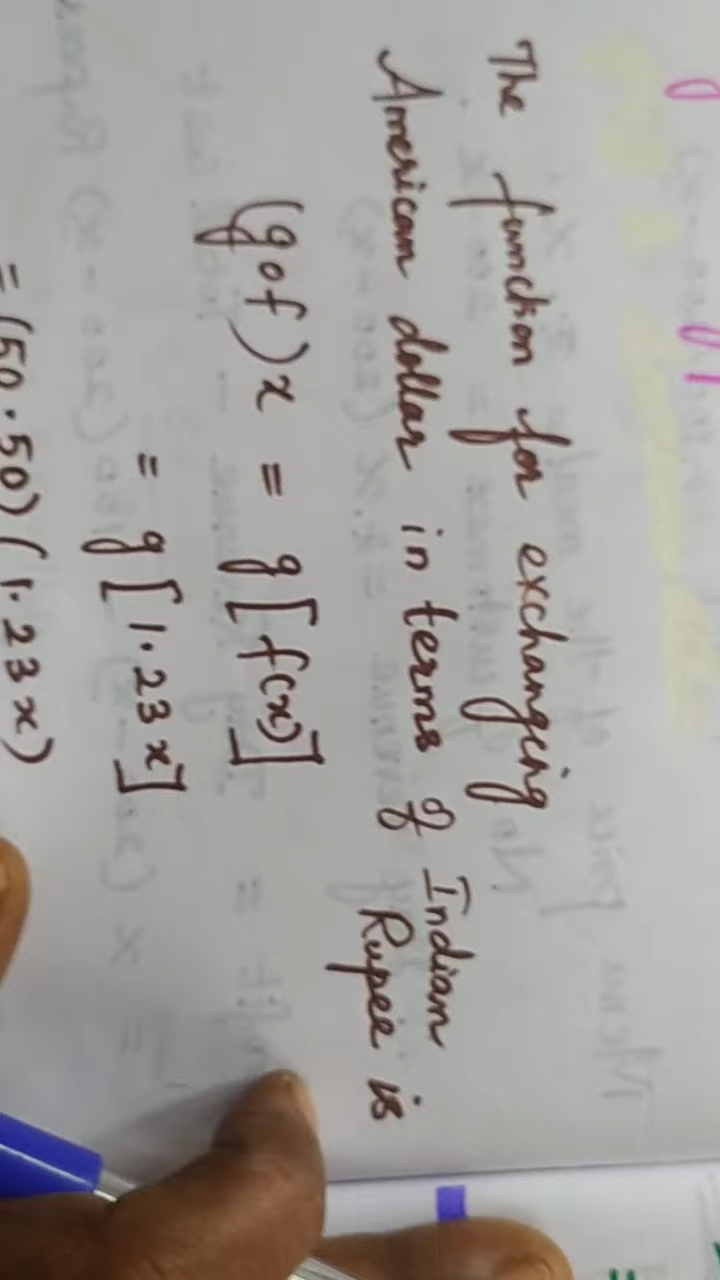 The function for exchanging
American dollar in terms of Indian
Rupee is
(gof)x = g[f(x)]
= g[1.23x]
= (50.50)(1.23x)